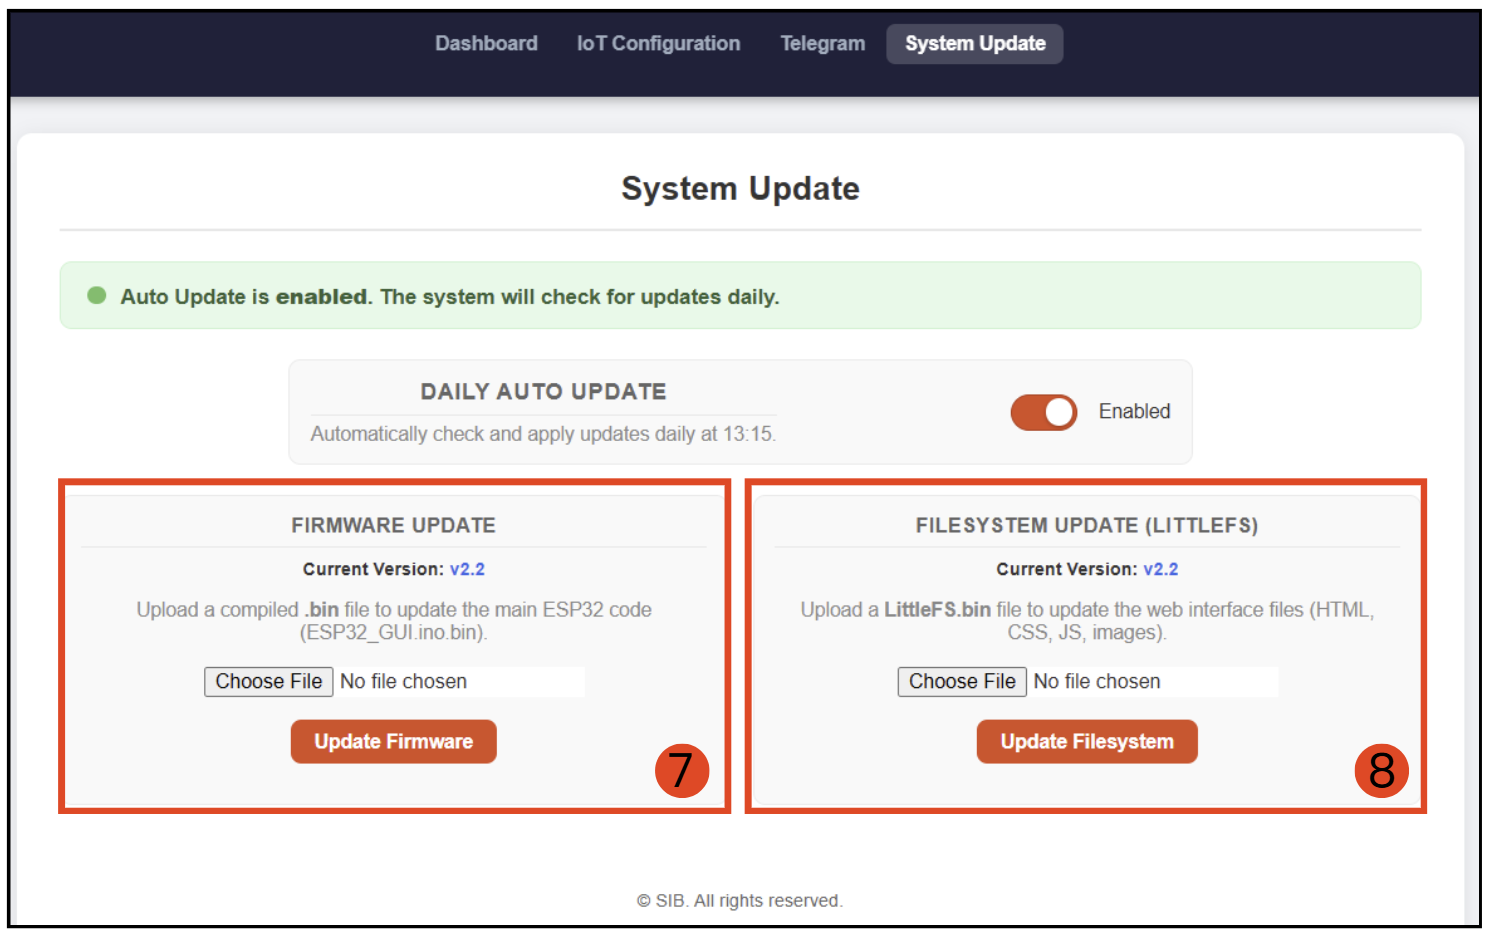 Dashboard IoT Configuration Telegram System Update
System Update
Auto Update is enabled. The system will check for updates daily.
DAILY AUTO UPDATE
Automatically check and apply updates daily at 13:15.
Enabled
FIRMWARE UPDATE
Current Version: v2.2
Upload a compiled .bin file to update the main ESP32 code
(ESP32_GUI.ino.bin).
Choose File No file chosen
Update Firmware
7
FILESYSTEM UPDATE (LITTLEFS)
Current Version: v2.2
Upload a LittleFS.bin file to update the web interface files (HTML,
CSS, JS, images).
Choose File No file chosen
Update Filesystem
8
© SIB. All rights reserved.